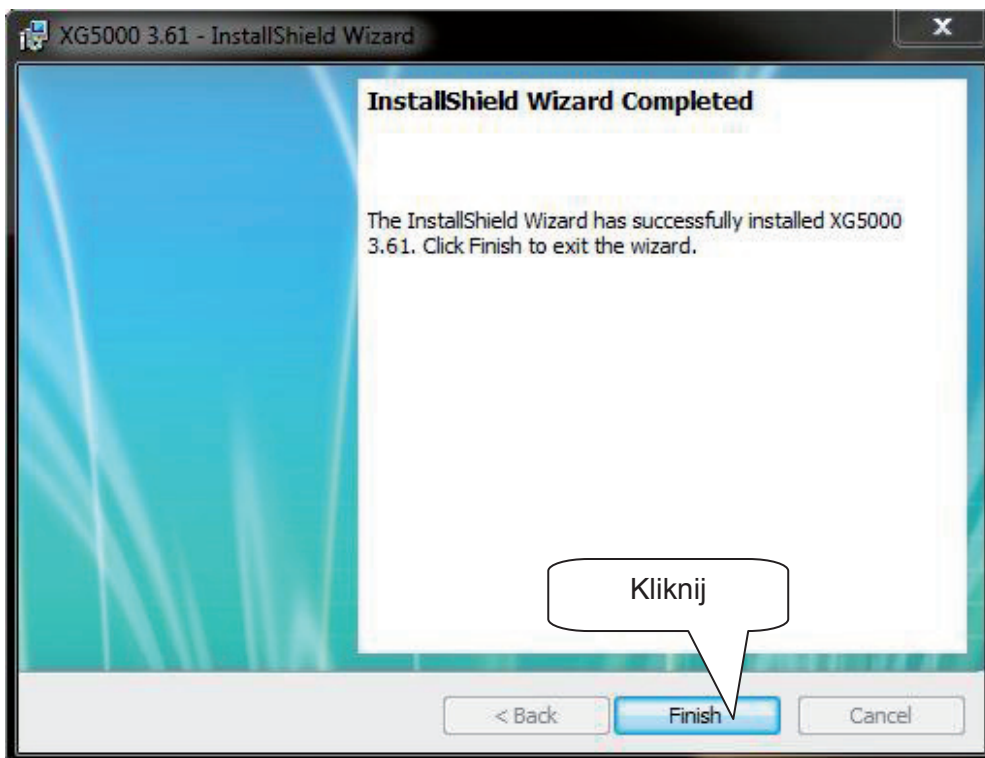 XG5000 3.61 - InstallShield Wizard
X
InstallShield Wizard Completed
The InstallShield Wizard has successfully installed XG5000
3.61. Click Finish to exit the wizard.
Kliknij
< Back
Finish
Cancel